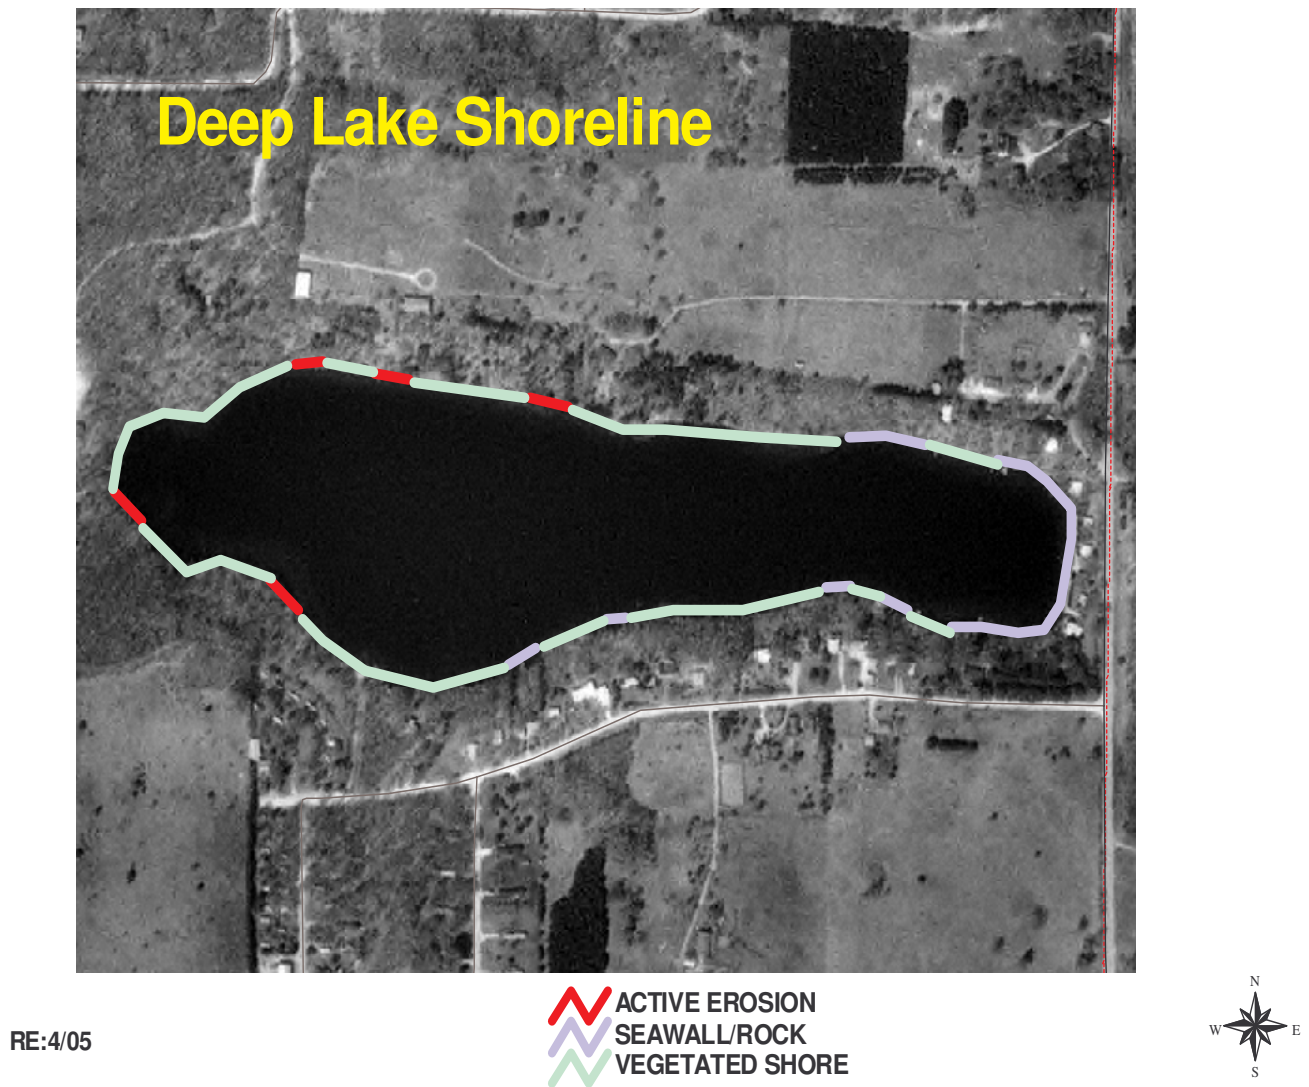 Deep Lake Shoreline
ACTIVE EROSION
SEAWALL/ROCK
VEGETATED SHORE
RE:4/05
N
W E
S